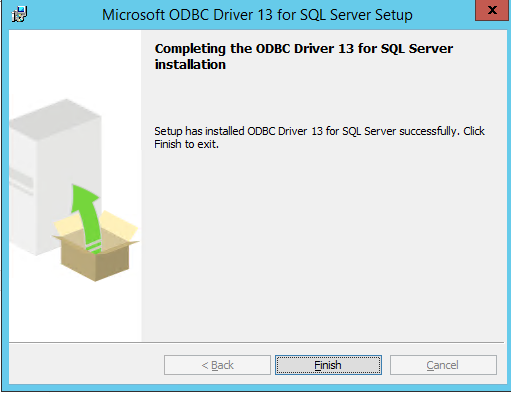 Microsoft ODBC Driver 13 for SQL Server Setup
x
Completing the ODBC Driver 13 for SQL Server
installation
Setup has installed ODBC Driver 13 for SQL Server successfully. Click
Finish to exit.
< Back
Finish
Cancel